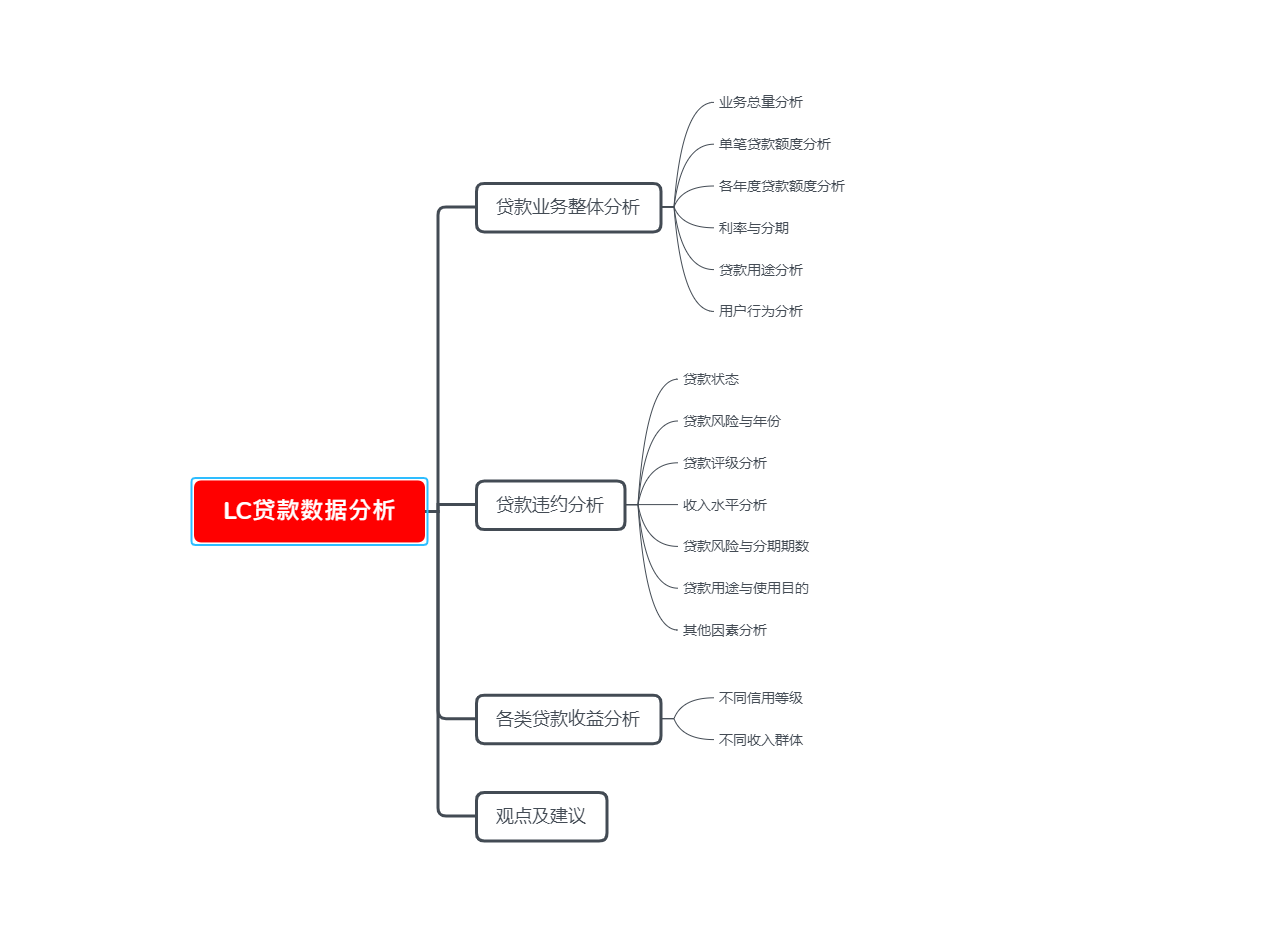 LC贷款数据分析
贷款业务整体分析
业务总量分析
单笔贷款额度分析
各年度贷款额度分析
利率与分期
贷款用途分析
用户行为分析
贷款违约分析
贷款状态
贷款风险与年份
贷款评级分析
收入水平分析
贷款风险与分期期数
贷款用途与使用目的
其他因素分析
各类贷款收益分析
不同信用等级
不同收入群体
观点及建议